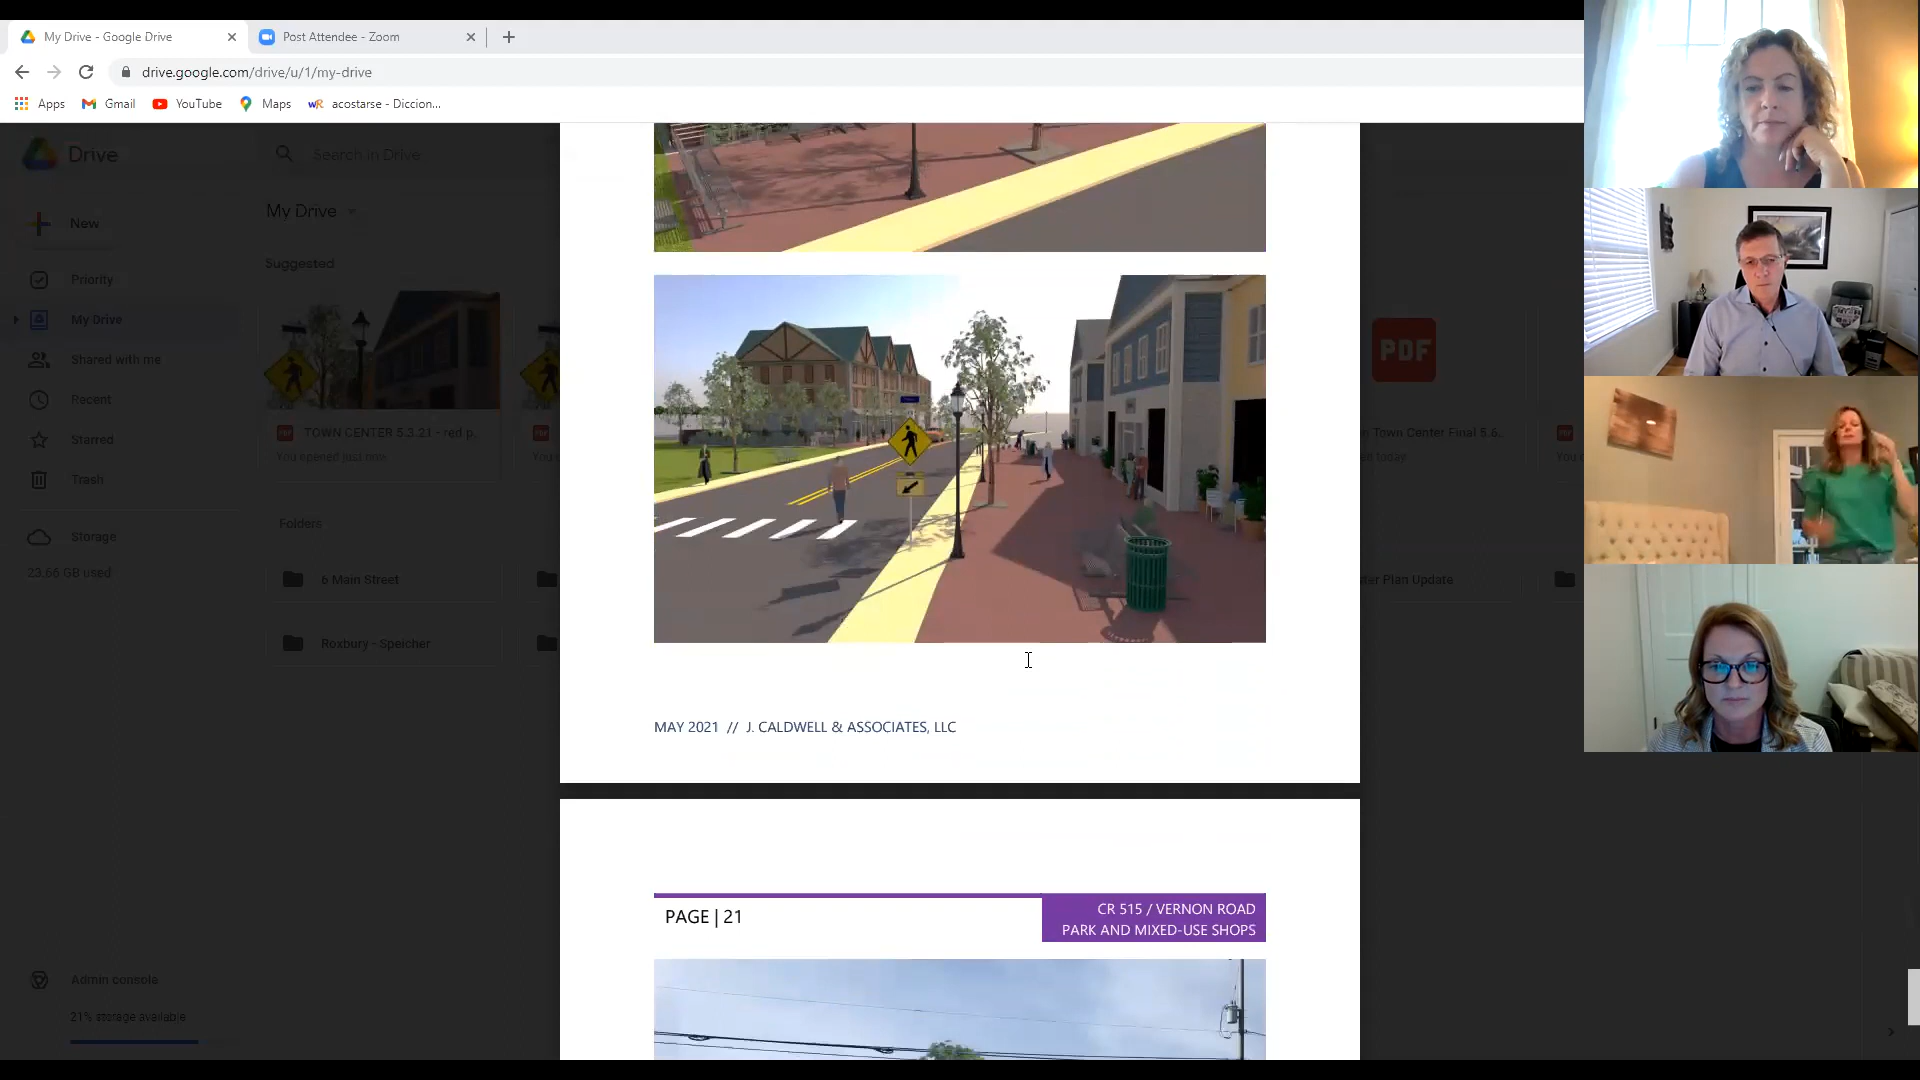 My Drive - Google Drive
Post Attendee - Zoom
drive.google.com/drive/u/1/my-drive
Apps
Gmail
YouTube
Maps
acostarse - Diccion...
Drive
Search in Drive
New
My Drive
Suggested
Priority
My Drive
Shared with me
Recent
Starred
Trash
Storage
23.66 GB used
TOWN CENTER 5.3.21 - red p...
You opened just now
PDF
Town Center Final 5.6...
Folders
6 Main Street
Roxbury - Speicher
Plan Update
MAY 2021 // J. CALDWELL & ASSOCIATES, LLC
PAGE | 21
CR 515 / VERNON ROAD
PARK AND MIXED-USE SHOPS
Admin console
21% storage available